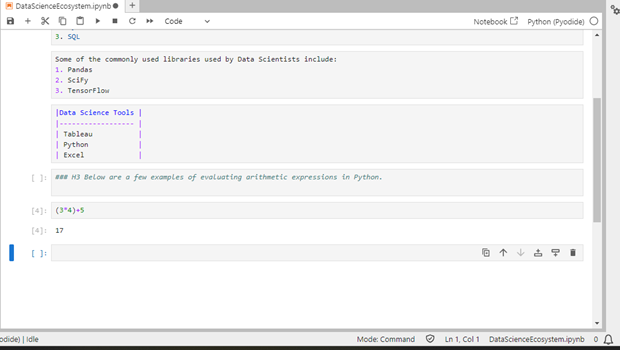 DataScienceEcosystem.ipynb
Code
Notebook
Python (Pyodide)
3. SQL
Some of the commonly used libraries used by Data Scientists include:
1. Pandas
2. SciFy
3. TensorFlow
|Data Science Tools |
|------------------ |
| Tableau |
| Python |
| Excel |
[ ]: ### H3 Below are a few examples of evaluating arithmetic expressions in Python.
[4]: (3*4)+5
[4]: 17
[ ]:
odide) | Idle
Mode: Command
Ln 1, Col 1
DataScienceEcosystem.ipynb
0